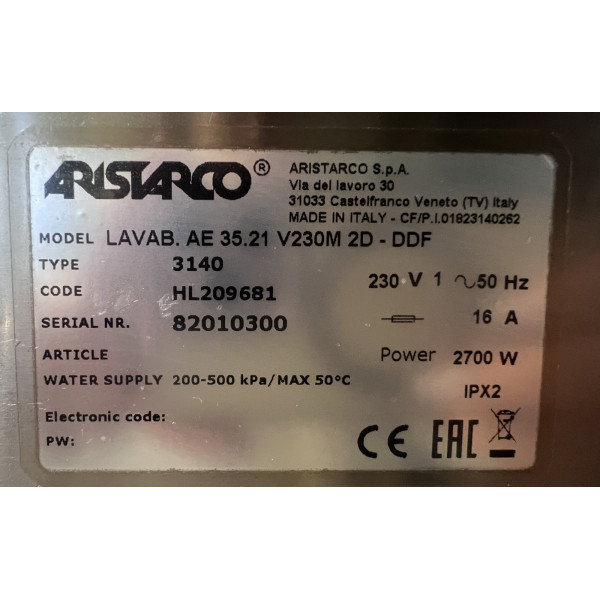 ARISTARCO®
ARISTARCO S.p.A.
Via del lavoro 30
31033 Castelfranco Veneto (TV) Italy
MADE IN ITALY - CF/P.I.01823140262
MODEL LAVAB. AE 35.21 V230M 2D - DDF
TYPE 3140
CODE HL209681
230 V 1 ~50 Hz
SERIAL NR. 82010300
16 A
ARTICLE
Power 2700 W
WATER SUPPLY 200-500 kPa/MAX 50°C
IPX2
Electronic code:
PW:
CE EAC